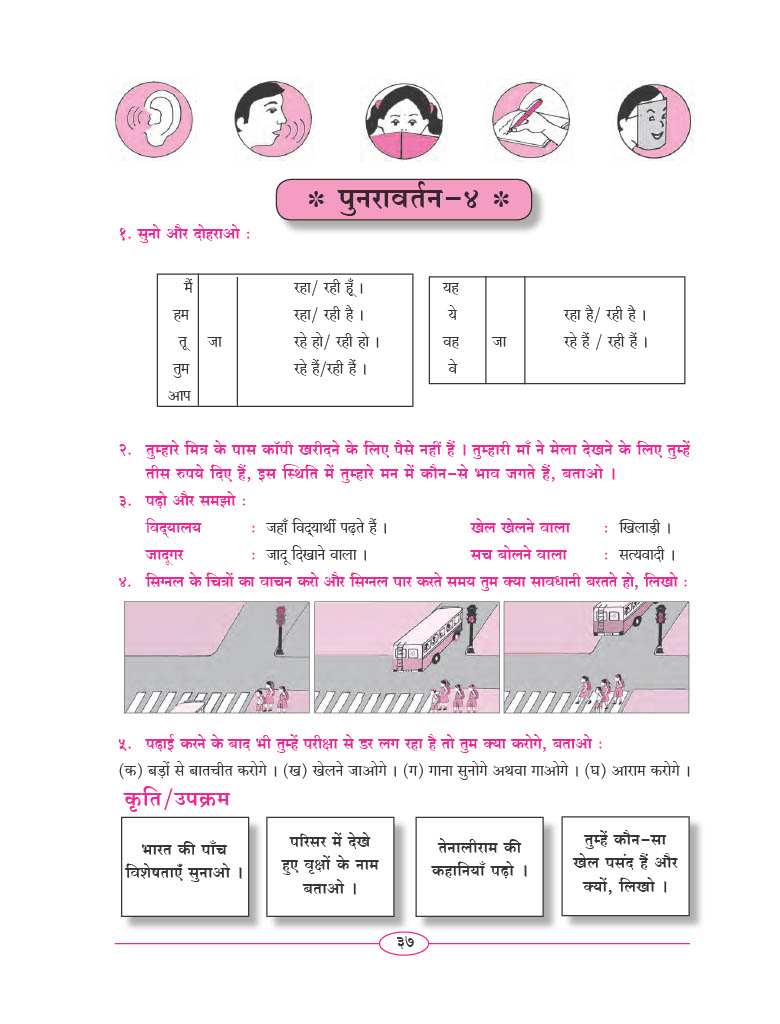 * पुनरावर्तन-४ *
१. सुनो और दोहराओ :
मैं रहा/ रही हूँ ।
हम रहा/ रही है ।
तू जा रहे हो/ रही हो ।
तुम रहे हैं/रही हैं ।
आप
यह
ये रहा है/ रही है ।
वह जा रहे हैं / रही हैं ।
वे
२. तुम्हारे मित्र के पास कॉपी खरीदने के लिए पैसे नहीं हैं । तुम्हारी माँ ने मेला देखने के लिए तुम्हें
तीस रुपये दिए हैं, इस स्थिति में तुम्हारे मन में कौन-से भाव जगते हैं, बताओ ।
३. पढ़ो और समझो :
विद्यालय : जहाँ विद्यार्थी पढ़ते हैं । खेल खेलने वाला : खिलाड़ी ।
जादूगर : जादू दिखाने वाला । सच बोलने वाला : सत्यवादी ।
४. सिग्नल के चित्रों का वाचन करो और सिग्नल पार करते समय तुम क्या सावधानी बरतते हो, लिखो :
५. पढ़ाई करने के बाद भी तुम्हें परीक्षा से डर लग रहा है तो तुम क्या करोगे, बताओ :
(क) बड़ों से बातचीत करोगे । (ख) खेलने जाओगे । (ग) गाना सुनोगे अथवा गाओगे । (घ) आराम करोगे ।
कृति/उपक्रम
भारत की पाँच
विशेषताएँ सुनाओ ।
परिसर में देखे
हुए वृक्षों के नाम
बताओ ।
तेनालीराम की
कहानियाँ पढ़ो ।
तुम्हें कौन-सा
खेल पसंद हैं और
क्यों, लिखो ।
३७